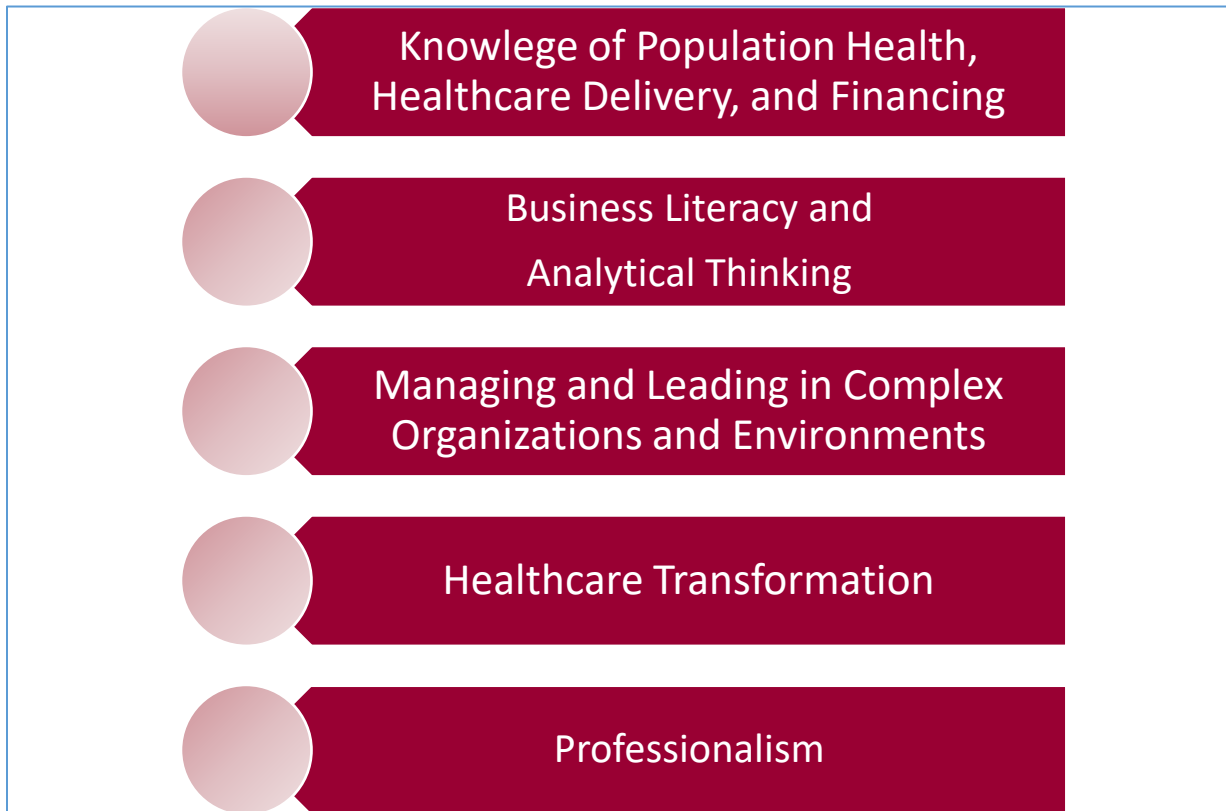 Knowlege of Population Health,
Healthcare Delivery, and Financing
Business Literacy and
Analytical Thinking
Managing and Leading in Complex
Organizations and Environments
Healthcare Transformation
Professionalism